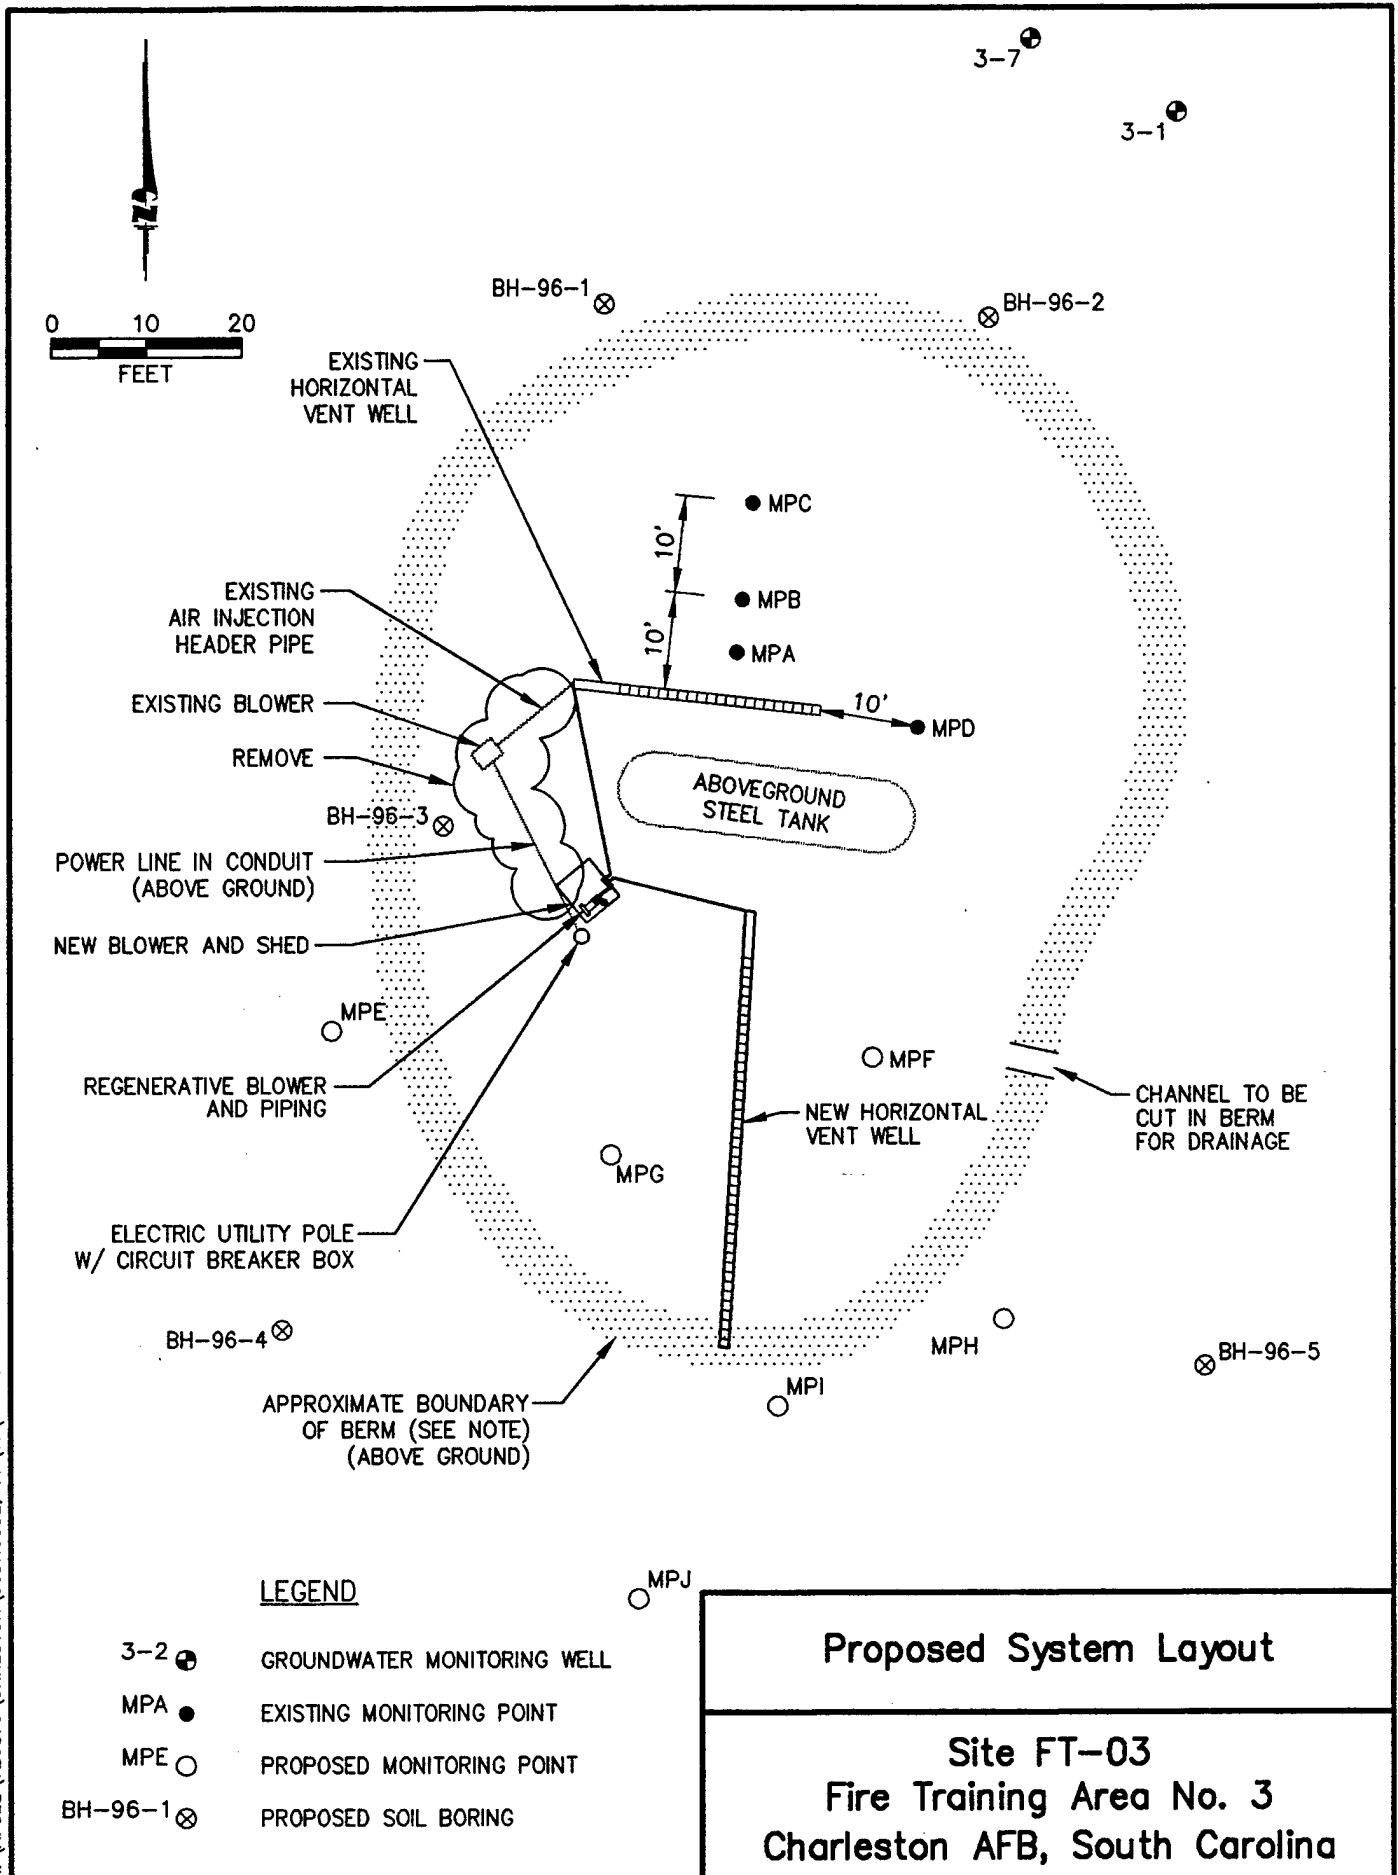 3-7
3-1
N
BH-96-1
BH-96-2
0 10 20
FEET
EXISTING
HORIZONTAL
VENT WELL
MPC
10'
EXISTING
AIR INJECTION
HEADER PIPE
MPB
10'
MPA
EXISTING BLOWER
10'
MPD
REMOVE
ABOVEGROUND
STEEL TANK
BH-96-3
POWER LINE IN CONDUIT
(ABOVE GROUND)
NEW BLOWER AND SHED
MPE
MPF
REGENERATIVE BLOWER
AND PIPING
CHANNEL TO BE
CUT IN BERM
FOR DRAINAGE
NEW HORIZONTAL
VENT WELL
MPG
ELECTRIC UTILITY POLE
W/ CIRCUIT BREAKER BOX
BH-96-4
MPH
BH-96-5
MPI
APPROXIMATE BOUNDARY
OF BERM (SEE NOTE)
(ABOVE GROUND)
MPJ
LEGEND
3-2 GROUNDWATER MONITORING WELL
MPA EXISTING MONITORING POINT
MPE PROPOSED MONITORING POINT
BH-96-1 PROPOSED SOIL BORING
Proposed System Layout
Site FT-03
Fire Training Area No. 3
Charleston AFB, South Carolina